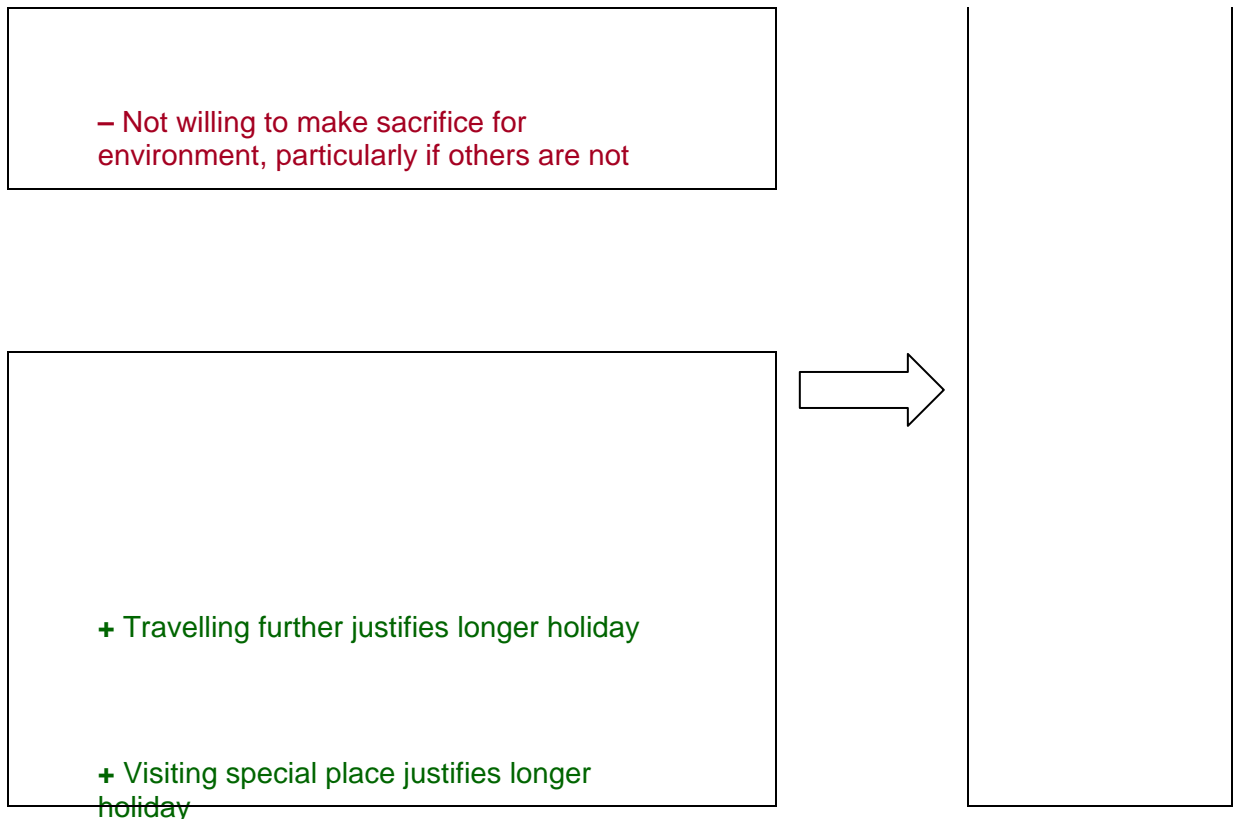 – Not willing to make sacrifice for
environment, particularly if others are not
+ Travelling further justifies longer holiday
+ Visiting special place justifies longer
holiday